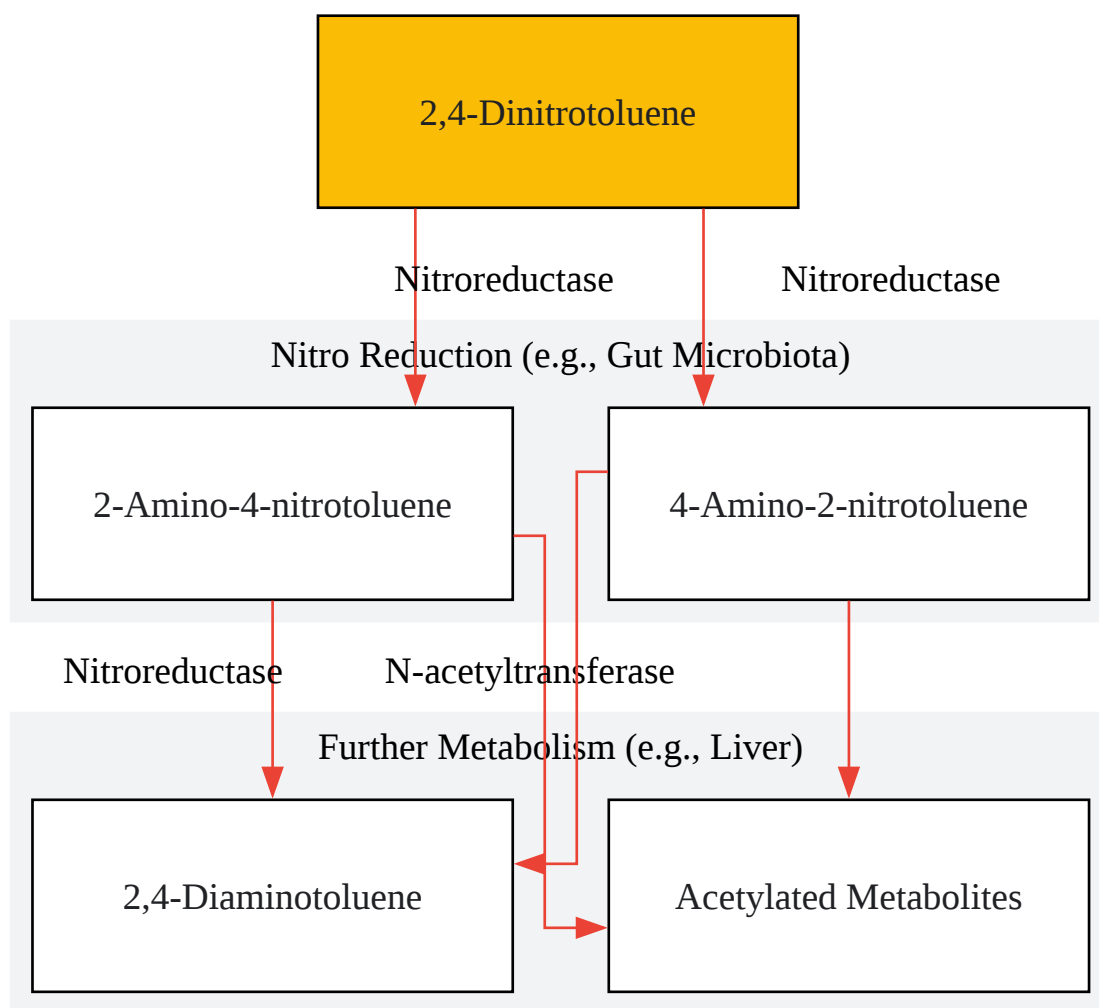 2,4-Dinitrotoluene
Nitroreductase
Nitroreductase
Nitro Reduction (e.g., Gut Microbiota)
2-Amino-4-nitrotoluene
4-Amino-2-nitrotoluene
Nitroreductase
N-acetyltransferase
Further Metabolism (e.g., Liver)
2,4-Diaminotoluene
Acetylated Metabolites